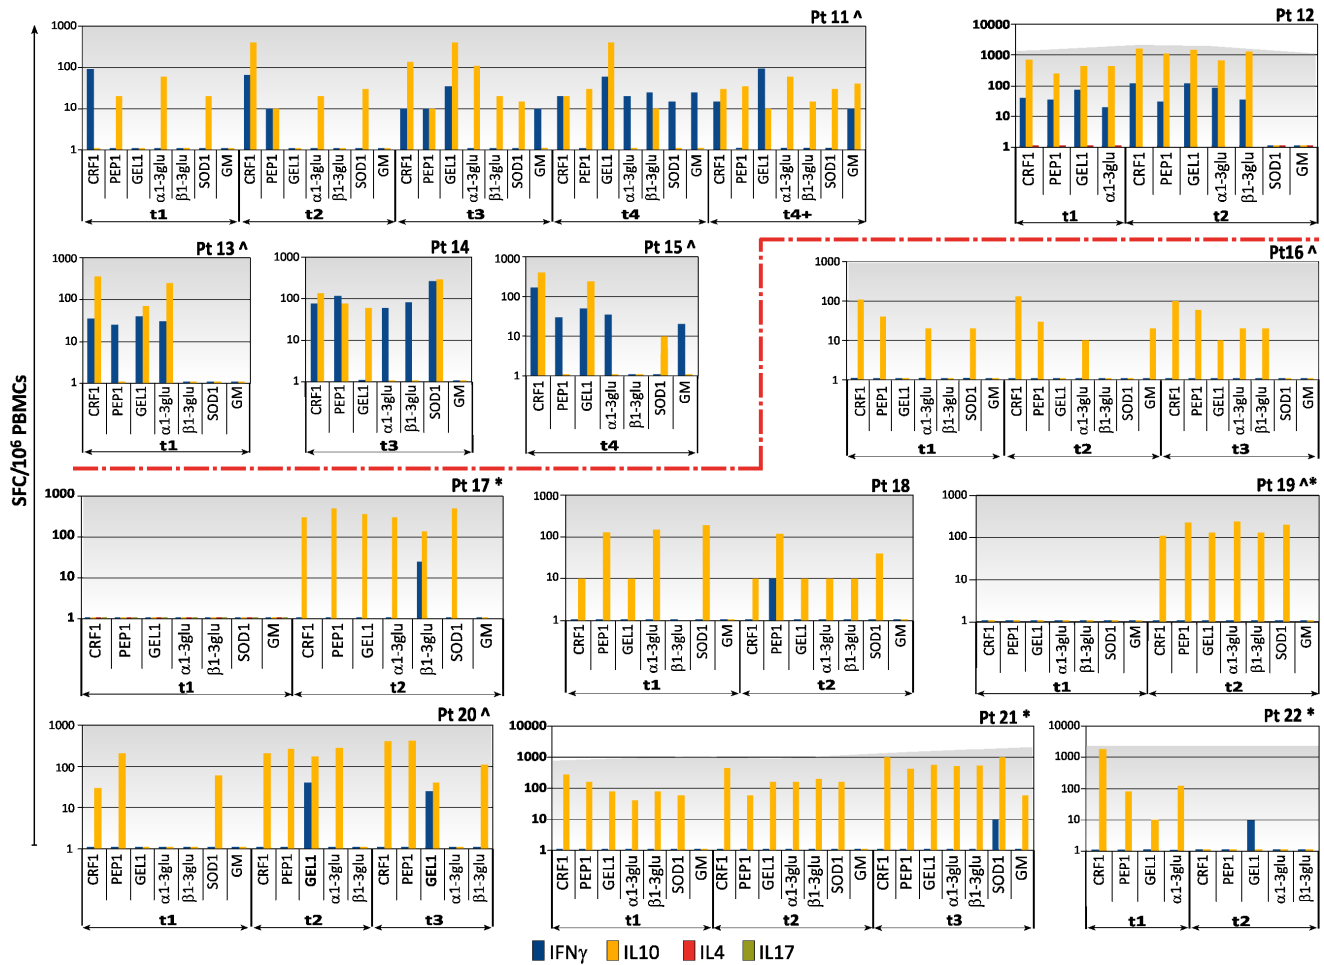 SFC/10⁶ PBMCs
Pt 11 ^
1000
100
10
1
CRF1 PEP1 GEL1 α1-3glu β1-3glu SOD1 GM CRF1 PEP1 GEL1 α1-3glu β1-3glu SOD1 GM CRF1 PEP1 GEL1 α1-3glu β1-3glu SOD1 GM CRF1 PEP1 GEL1 α1-3glu β1-3glu SOD1 GM CRF1 PEP1 GEL1 α1-3glu β1-3glu SOD1 GM
t1 t2 t3 t4 t4+
Pt 12
10000
1000
100
10
1
CRF1 PEP1 GEL1 α1-3glu CRF1 PEP1 GEL1 α1-3glu β1-3glu SOD1 GM
t1 t2
Pt 13 ^
1000
100
10
1
CRF1 PEP1 GEL1 α1-3glu β1-3glu SOD1 GM
t1
Pt 14
1000
100
10
1
CRF1 PEP1 GEL1 α1-3glu β1-3glu SOD1 GM
t3
Pt 15 ^
1000
100
10
1
CRF1 PEP1 GEL1 α1-3glu β1-3glu SOD1 GM
t4
Pt16 ^
1000
100
10
1
CRF1 PEP1 GEL1 α1-3glu β1-3glu SOD1 GM CRF1 PEP1 GEL1 α1-3glu β1-3glu SOD1 GM CRF1 PEP1 GEL1 α1-3glu β1-3glu SOD1 GM
t1 t2 t3
Pt 17 *
1000
100
10
1
CRF1 PEP1 GEL1 α1-3glu β1-3glu SOD1 GM CRF1 PEP1 GEL1 α1-3glu β1-3glu SOD1 GM
t1 t2
Pt 18
1000
100
10
1
CRF1 PEP1 GEL1 α1-3glu β1-3glu SOD1 GM CRF1 PEP1 GEL1 α1-3glu β1-3glu SOD1 GM
t1 t2
Pt 19 ^*
1000
100
10
1
CRF1 PEP1 GEL1 α1-3glu β1-3glu SOD1 GM CRF1 PEP1 GEL1 α1-3glu β1-3glu SOD1 GM
t1 t2
Pt 20 ^
1000
100
10
1
CRF1 PEP1 GEL1 α1-3glu β1-3glu SOD1 GM CRF1 PEP1 GEL1 α1-3glu β1-3glu CRF1 PEP1 GEL1 α1-3glu β1-3glu
t1 t2 t3
Pt 21 *
10000
1000
100
10
1
CRF1 PEP1 GEL1 α1-3glu β1-3glu SOD1 GM CRF1 PEP1 GEL1 α1-3glu β1-3glu SOD1 GM CRF1 PEP1 GEL1 α1-3glu β1-3glu SOD1 GM
t1 t2 t3
Pt 22 *
10000
1000
100
10
1
CRF1 PEP1 GEL1 α1-3glu CRF1 PEP1 GEL1 α1-3glu β1-3glu
t1 t2
IFNγ IL10 IL4 IL17